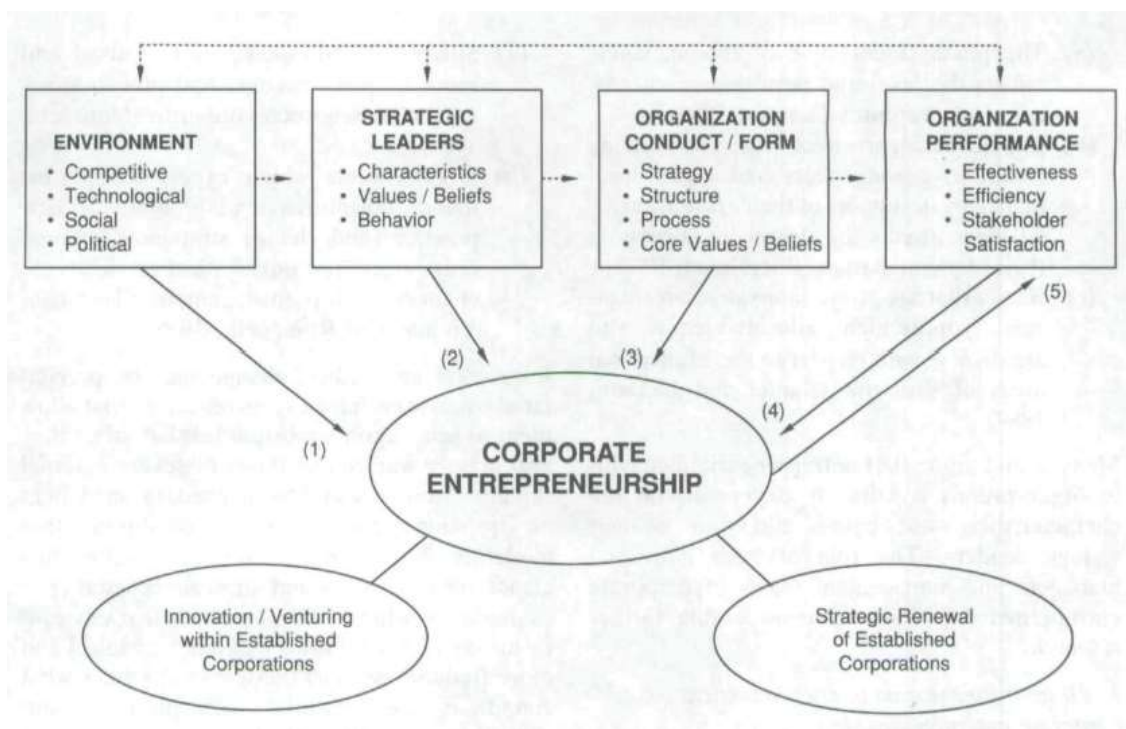 ENVIRONMENT
• Competitive
• Technological
• Social
• Political
STRATEGIC
LEADERS
• Characteristics
• Values / Beliefs
• Behavior
ORGANIZATION
CONDUCT / FORM
• Strategy
• Structure
• Process
• Core Values / Beliefs
ORGANIZATION
PERFORMANCE
• Effectiveness
• Efficiency
• Stakeholder
Satisfaction
(1)
(2)
(3)
(4)
(5)
CORPORATE
ENTREPRENEURSHIP
Innovation / Venturing
within Established
Corporations
Strategic Renewal
of Established
Corporations